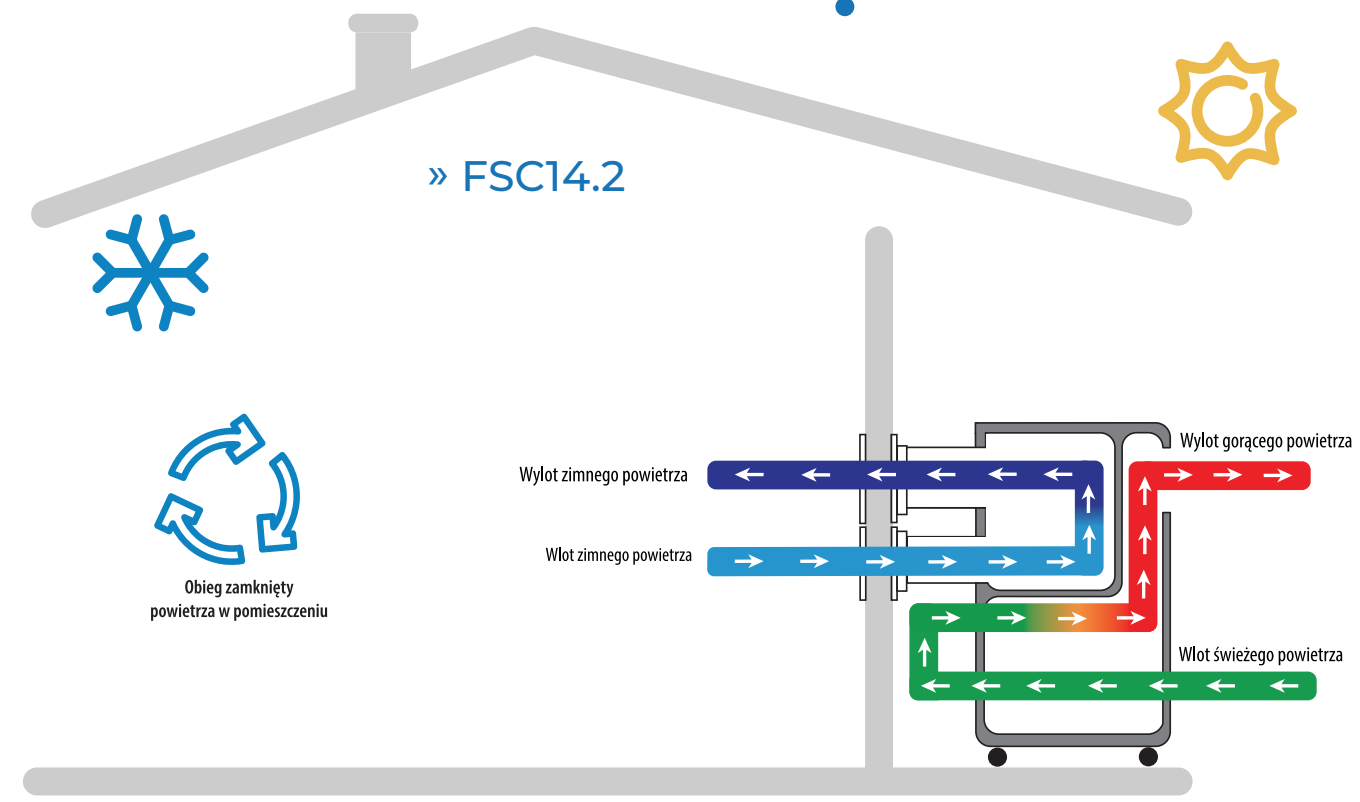 » FSC14.2
Wylot gorącego powietrza
Wylot zimnego powietrza
Wlot zimnego powietrza
Obieg zamknięty
powietrza w pomieszczeniu
Wlot świeżego powietrza